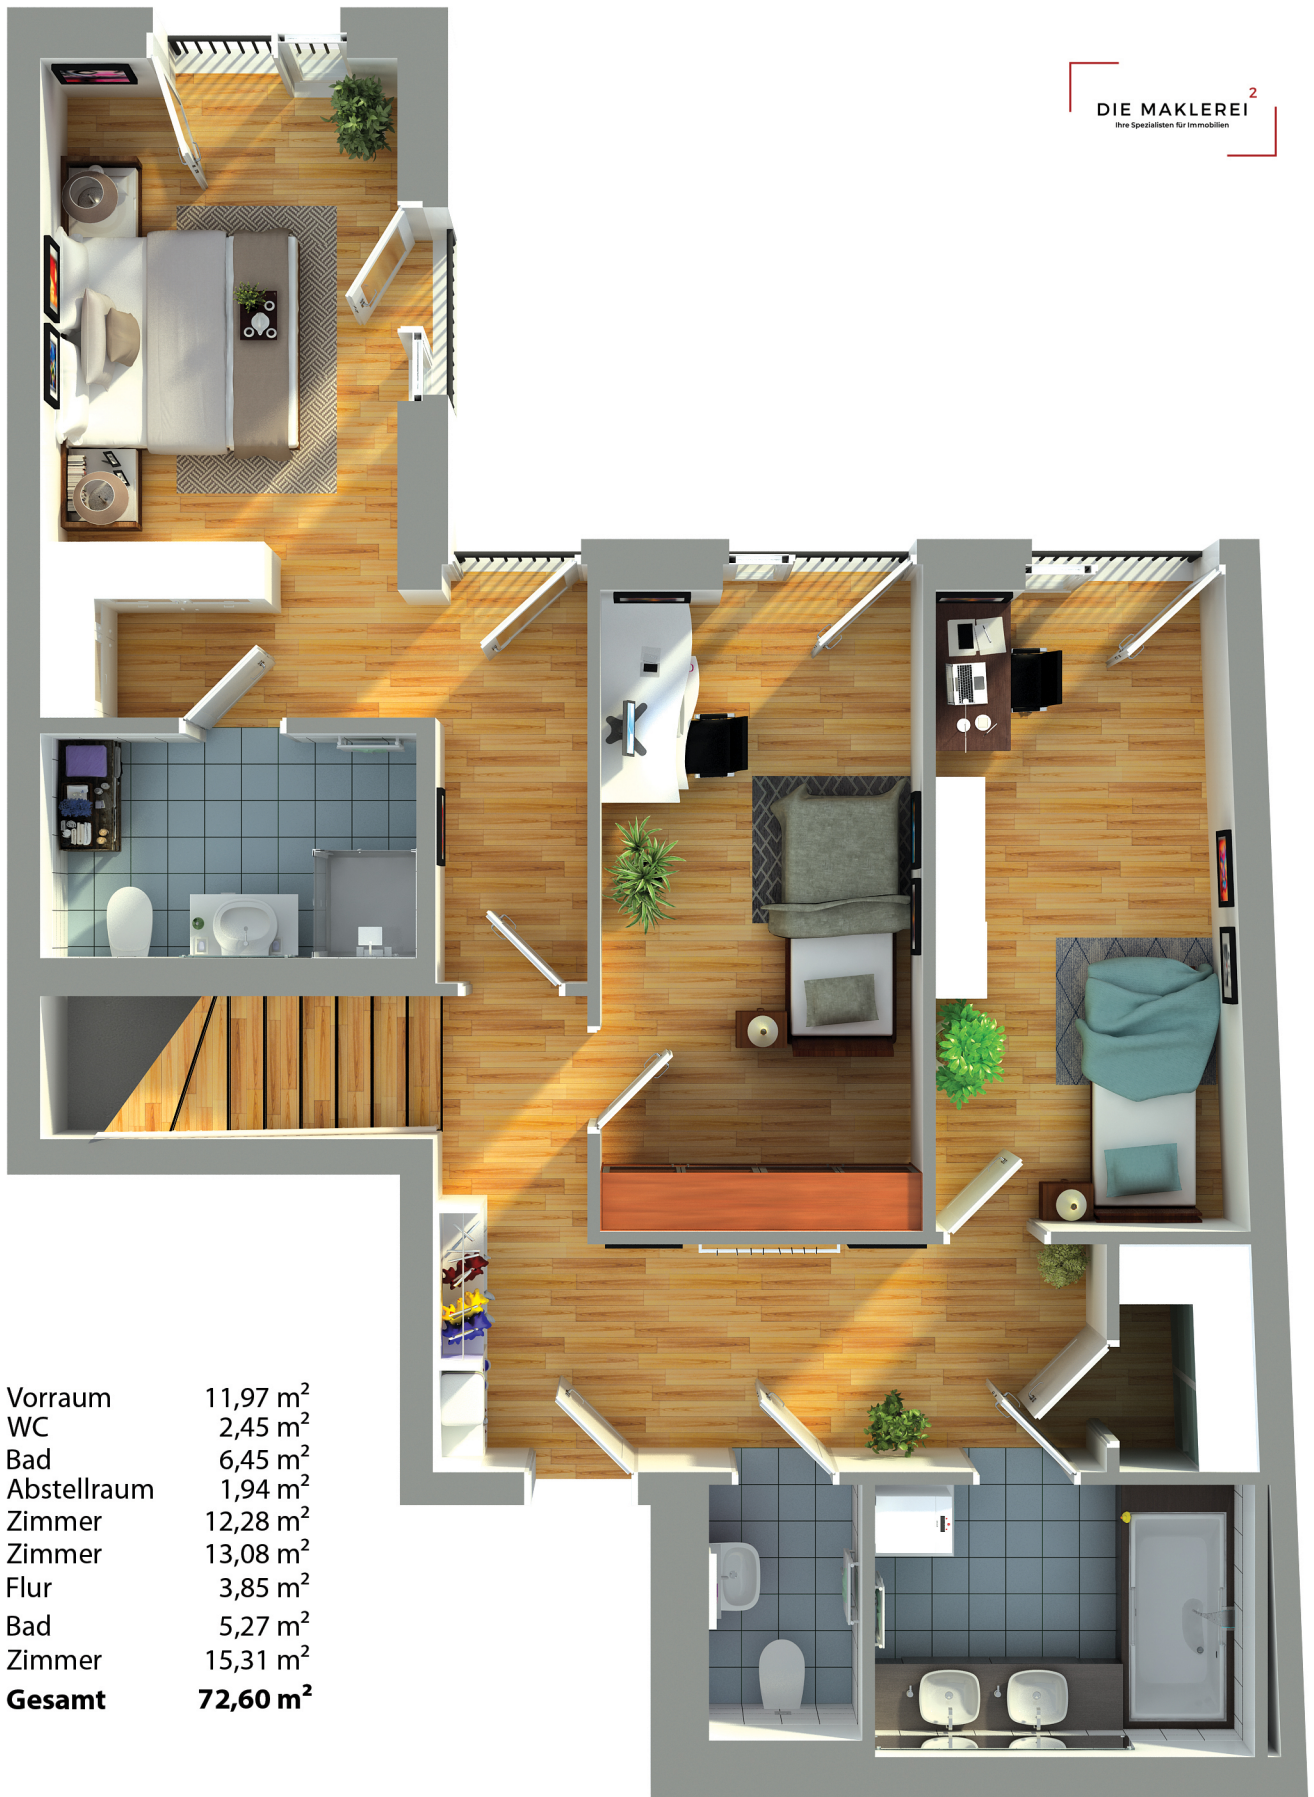 DIE MAKLEREI²
Ihre Spezialisten für Immobilien
Vorraum 11,97 m²
WC 2,45 m²
Bad 6,45 m²
Abstellraum 1,94 m²
Zimmer 12,28 m²
Zimmer 13,08 m²
Flur 3,85 m²
Bad 5,27 m²
Zimmer 15,31 m²
Gesamt 72,60 m²